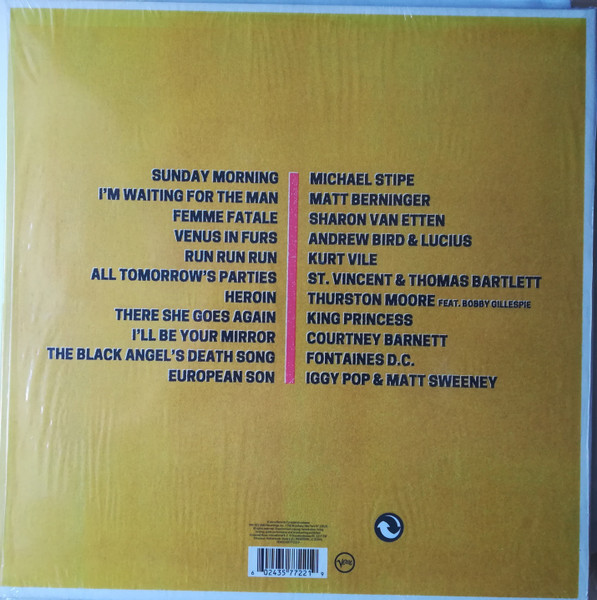 SUNDAY MORNING MICHAEL STIPE
I'M WAITING FOR THE MAN MATT BERNINGER
FEMME FATALE SHARON VAN ETTEN
VENUS IN FURS ANDREW BIRD & LUCIUS
RUN RUN RUN KURT VILE
ALL TOMORROW'S PARTIES ST. VINCENT & THOMAS BARTLETT
HEROIN THURSTON MOORE FEAT. BOBBY GILLESPIE
THERE SHE GOES AGAIN KING PRINCESS
I'LL BE YOUR MIRROR COURTNEY BARNETT
THE BLACK ANGEL'S DEATH SONG FONTAINES D.C.
EUROPEAN SON IGGY POP & MATT SWEENEY
VERVE
02435"77221